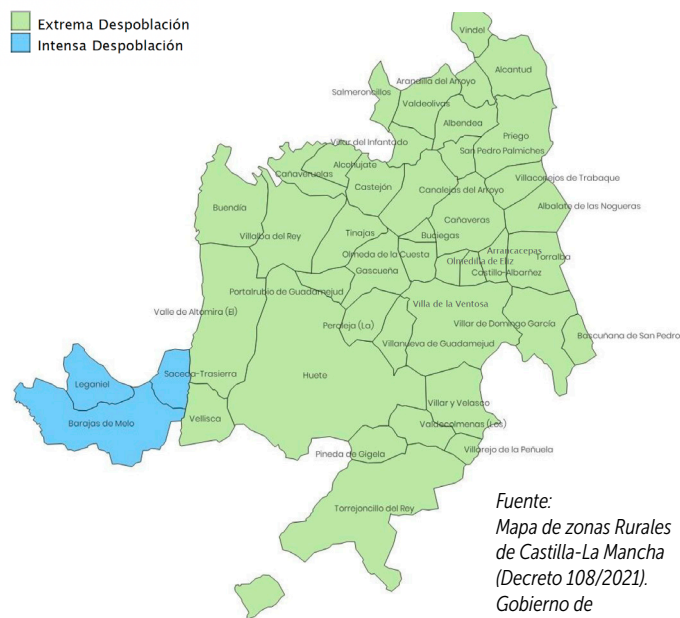 Extrema Despoblación
Intensa Despoblación
Vindel
Alcantud
Arandilla del Arroyo
Salmeroncillos
Valdeolivas
Albendea
Priego
Villar del Infantado
San Pedro Palmiches
Alcohujate
Cañaveruelas
Villaconejos de Trabaque
Castejón
Canalejas del Arroyo
Albalate de las Nogueras
Buendía
Cañaveras
Villalba del Rey
Tinajas
Buciegas
Arrancacepas
Olmeda de la Cuesta
Olmedilla de Eliz
Torralba
Gascueña
Castillo-Albarñez
Portalrubio de Guadamejud
Villa de la Ventosa
Valle de Altomira (El)
Peraleja (La)
Villar de Domingo García
Bascuñana de San Pedro
Villanueva de Guadamejud
Saceda-Trasierra
Huete
Leganiel
Villar y Velasco
Vellisca
Barajas de Melo
Valdecolmenas (Los)
Pineda de Gigela
Villarejo de la Peñuela
Torrejoncillo del Rey
Fuente:
Mapa de zonas Rurales
de Castilla-La Mancha
(Decreto 108/2021).
Gobierno de